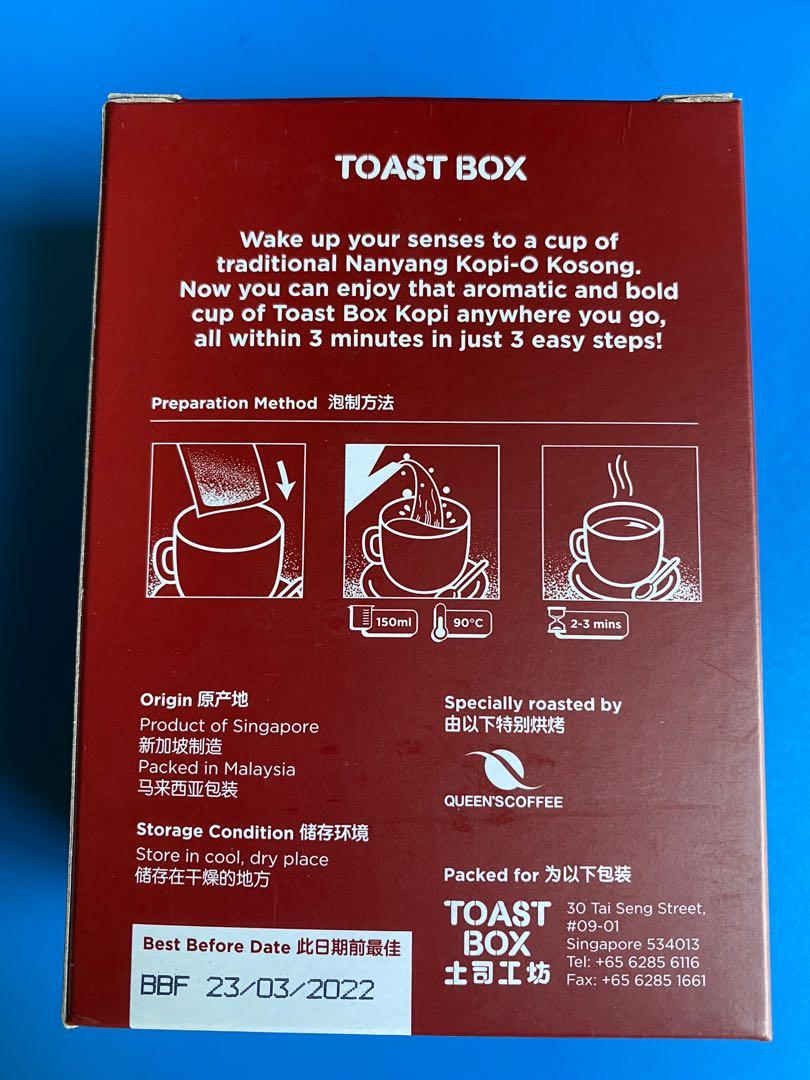 TOAST BOX
Wake up your senses to a cup of
traditional Nanyang Kopi-O Kosong.
Now you can enjoy that aromatic and bold
cup of Toast Box Kopi anywhere you go,
all within 3 minutes in just 3 easy steps!
Preparation Method 泡制方法
150ml
90°C
2-3 mins
Origin 原产地
Product of Singapore
新加坡制造
Packed in Malaysia
马来西亚包装
Storage Condition 储存环境
Store in cool, dry place
储存在干燥的地方
Best Before Date 此日期前最佳
BBF 23/03/2022
Specially roasted by
由以下特别烘烤
QUEEN'SCOFFEE
Packed for 为以下包装
TOAST
BOX
土司工坊
30 Tai Seng Street,
#09-01
Singapore 534013
Tel: +65 6285 6116
Fax: +65 6285 1661